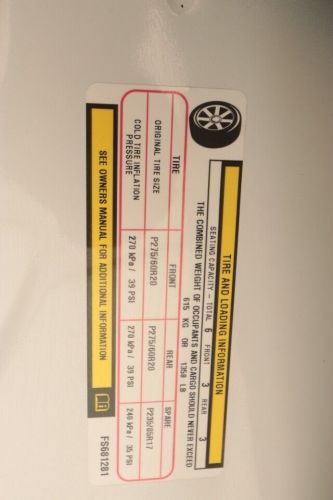 TIRE AND LOADING INFORMATION
SEATING CAPACITY - TOTAL 6 FRONT 3 REAR 3
THE COMBINED WEIGHT OF OCCUPANTS AND CARGO SHOULD NEVER EXCEED
615 KG OR 1358 LB
TIRE FRONT REAR SPARE
ORIGINAL TIRE SIZE P275/60R20 P275/60R20 P235/85R17
COLD TIRE INFLATION PRESSURE 270 kPa / 39 PSI 270 kPa / 39 PSI 240 kPa / 35 PSI
SEE OWNERS MANUAL FOR ADDITIONAL INFORMATION
FS681281